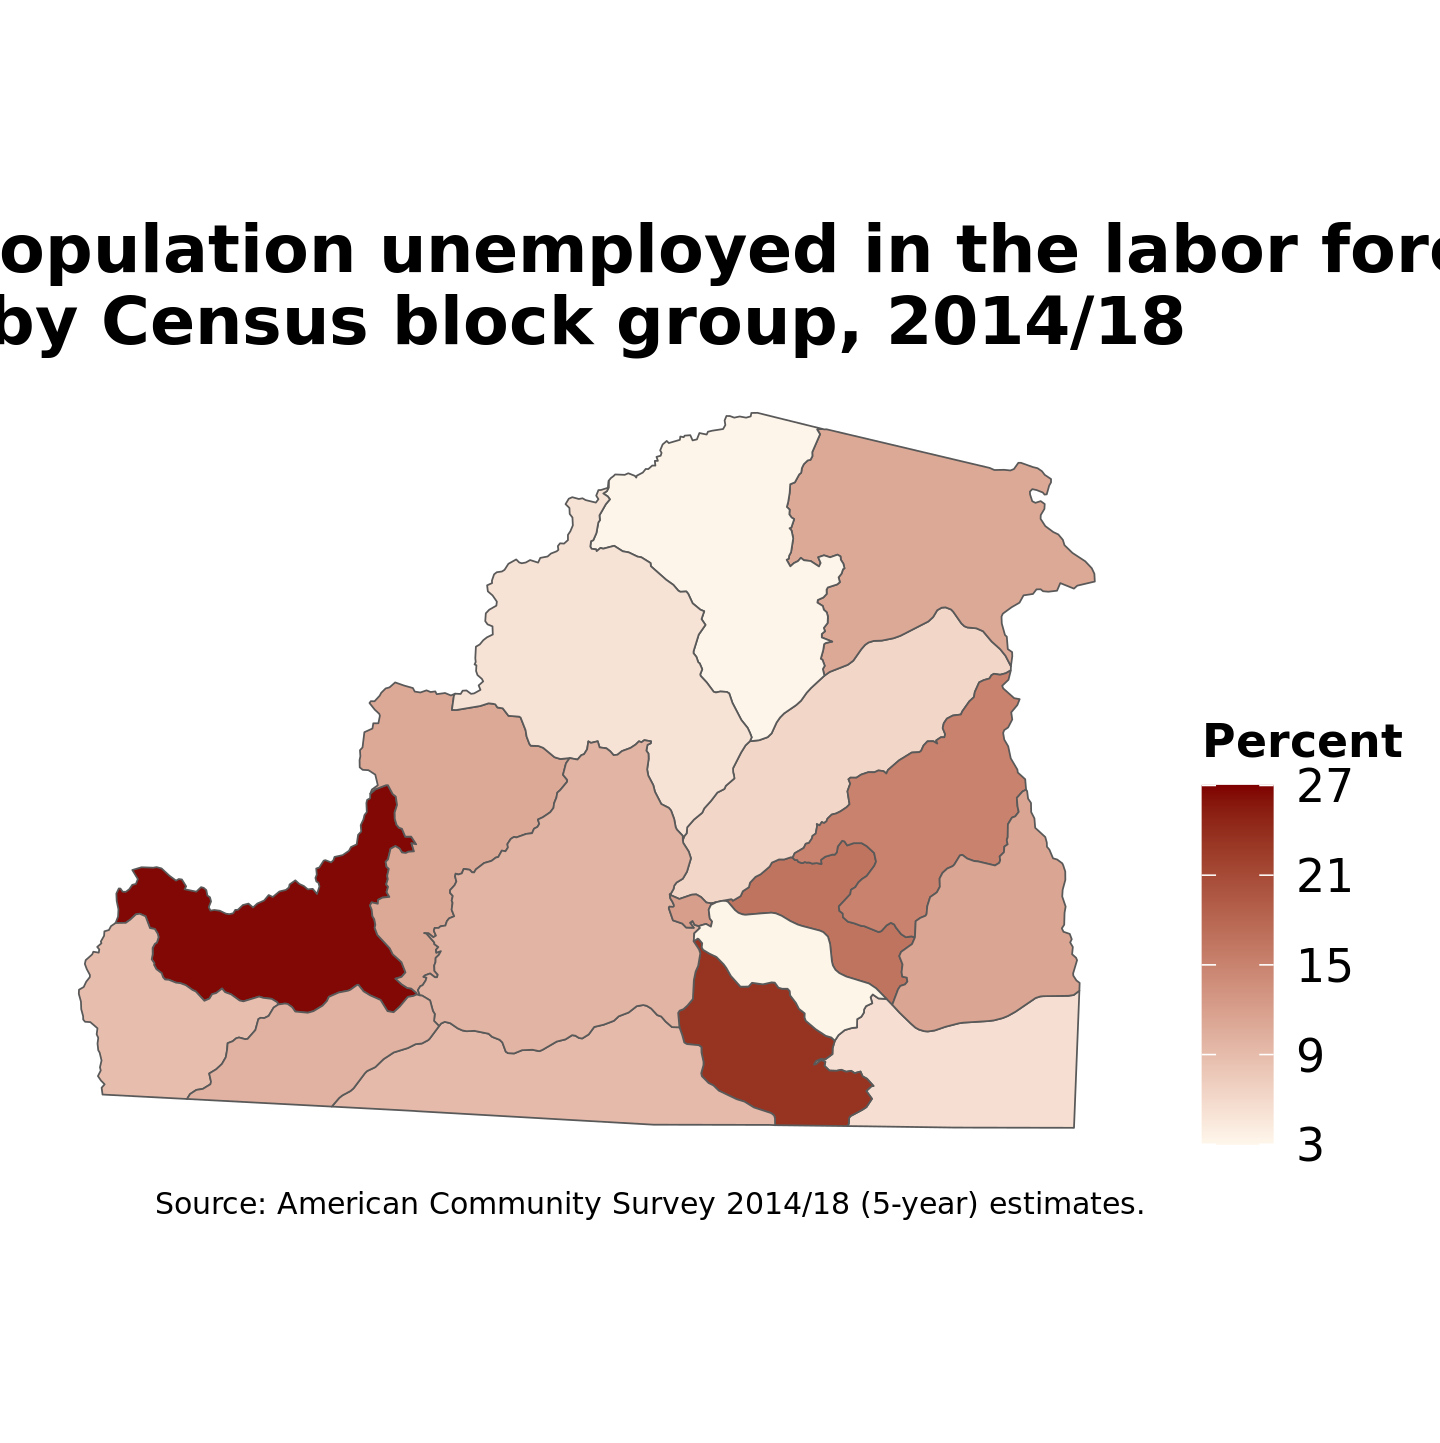 opulation unemployed in the labor
by Census block group, 2014/18
Percent
27
21
15
9
3
Source: American Community Survey 2014/18 (5-year) estimates.